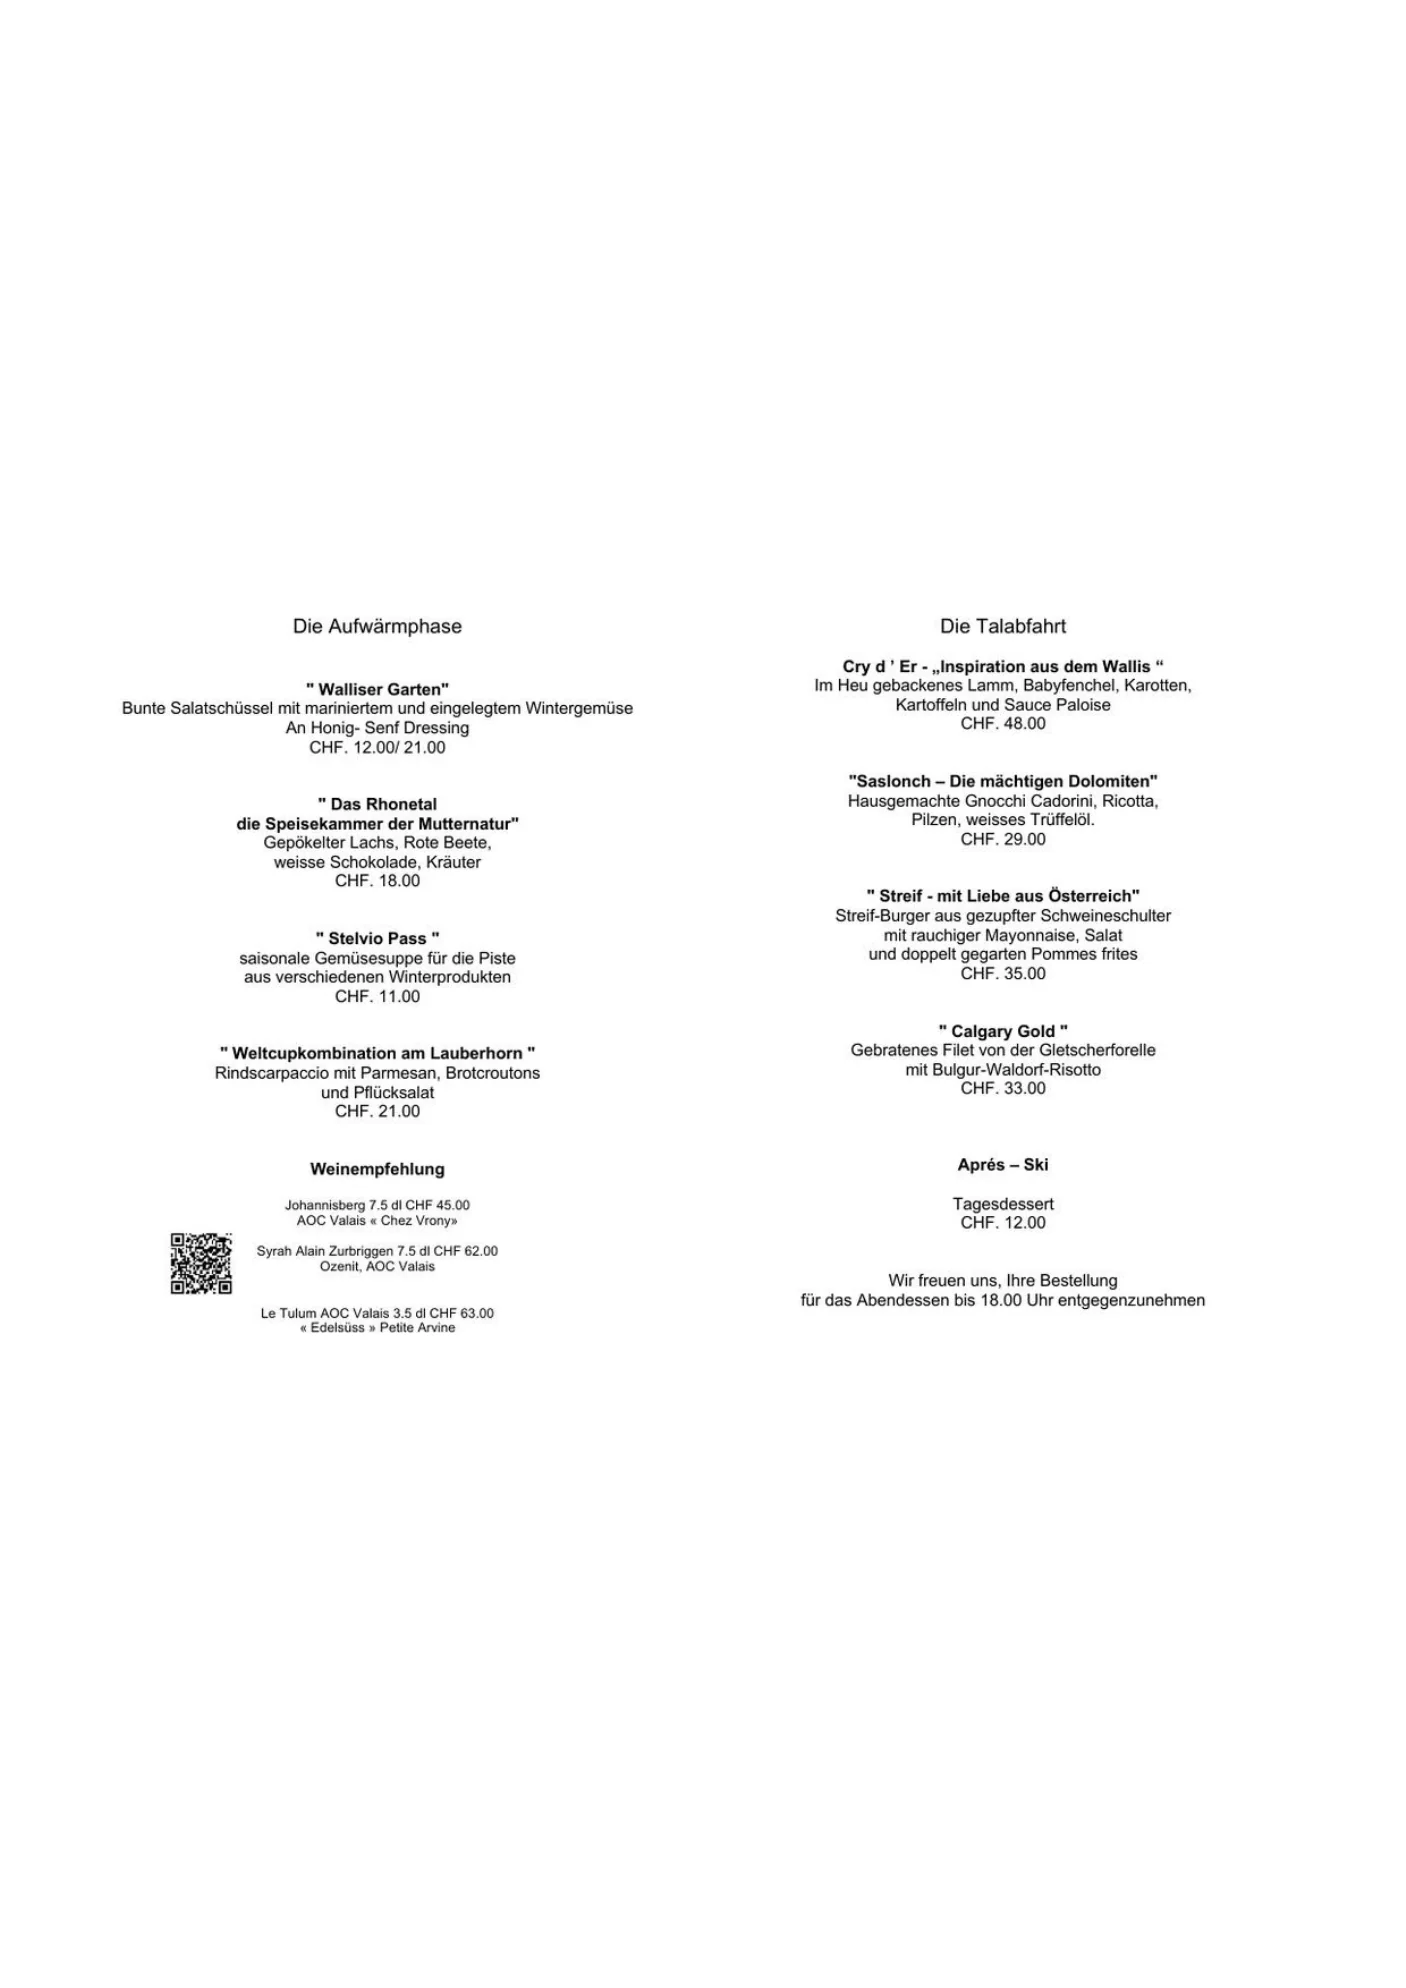 Die Aufwärmphase
" Walliser Garten"
Bunte Salatschüssel mit mariniertem und eingelegtem Wintergemüse
An Honig- Senf Dressing
CHF. 12.00/ 21.00
" Das Rhonetal
die Speisekammer der Mutternatur"
Gepökelter Lachs, Rote Beete,
weisse Schokolade, Kräuter
CHF. 18.00
" Stelvio Pass "
saisonale Gemüsesuppe für die Piste
aus verschiedenen Winterprodukten
CHF. 11.00
" Weltcupkombination am Lauberhorn "
Rindscarpaccio mit Parmesan, Brotcroutons
und Pflücksalat
CHF. 21.00
Weinempfehlung
Johannisberg 7.5 dl CHF 45.00
AOC Valais « Chez Vrony»
Syrah Alain Zurbriggen 7.5 dl CHF 62.00
Ozenit, AOC Valais
Le Tulum AOC Valais 3.5 dl CHF 63.00
« Edelsüss » Petite Arvine
Die Talabfahrt
Cry d ’ Er - „Inspiration aus dem Wallis “
Im Heu gebackenes Lamm, Babyfenchel, Karotten,
Kartoffeln und Sauce Paloise
CHF. 48.00
"Saslonch – Die mächtigen Dolomiten"
Hausgemachte Gnocchi Cadorini, Ricotta,
Pilzen, weisses Trüffelöl.
CHF. 29.00
" Streif - mit Liebe aus Österreich"
Streif-Burger aus gezupfter Schweineschulter
mit rauchiger Mayonnaise, Salat
und doppelt gegarten Pommes frites
CHF. 35.00
" Calgary Gold "
Gebratenes Filet von der Gletscherforelle
mit Bulgur-Waldorf-Risotto
CHF. 33.00
Aprés – Ski
Tagesdessert
CHF. 12.00
Wir freuen uns, Ihre Bestellung
für das Abendessen bis 18.00 Uhr entgegenzunehmen